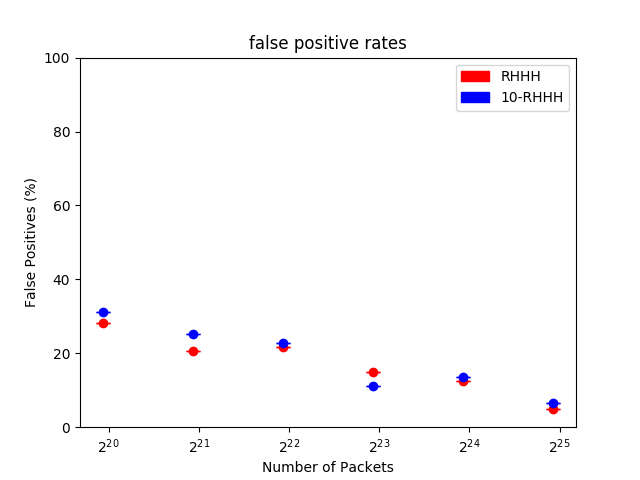 false positive rates
100
80
60
40
20
0
False Positives (%)
RHHH
10-RHHH
2^20 2^21 2^22 2^23 2^24 2^25
Number of Packets